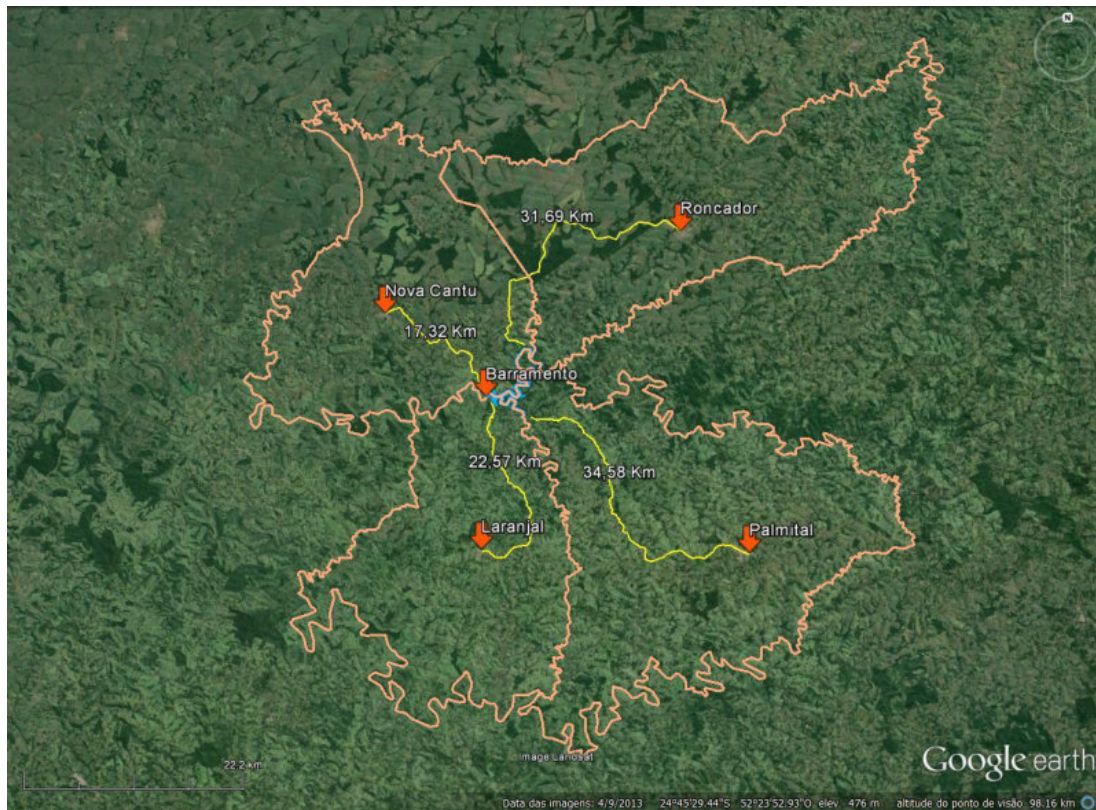 N
Roncador
31,69 Km
Nova Cantu
17,32 Km
Barramento
22,57 Km
34,58 Km
Laranjal
Palmital
Image Landsat
22.2 km
Google earth
Data das imagens: 4/9/2013 24°45'29.44"S 52°23'52.93"O elev 476 m altitude do ponto de visão 98.16 km